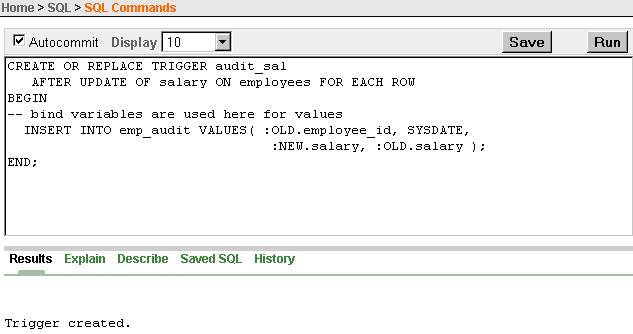 Home > SQL > SQL Commands
Autocommit Display 10 Save Run
CREATE OR REPLACE TRIGGER audit_sal
   AFTER UPDATE OF salary ON employees FOR EACH ROW
BEGIN
-- bind variables are used here for values
  INSERT INTO emp_audit VALUES( :OLD.employee_id, SYSDATE,
                                :NEW.salary, :OLD.salary );
END;
Results Explain Describe Saved SQL History
Trigger created.